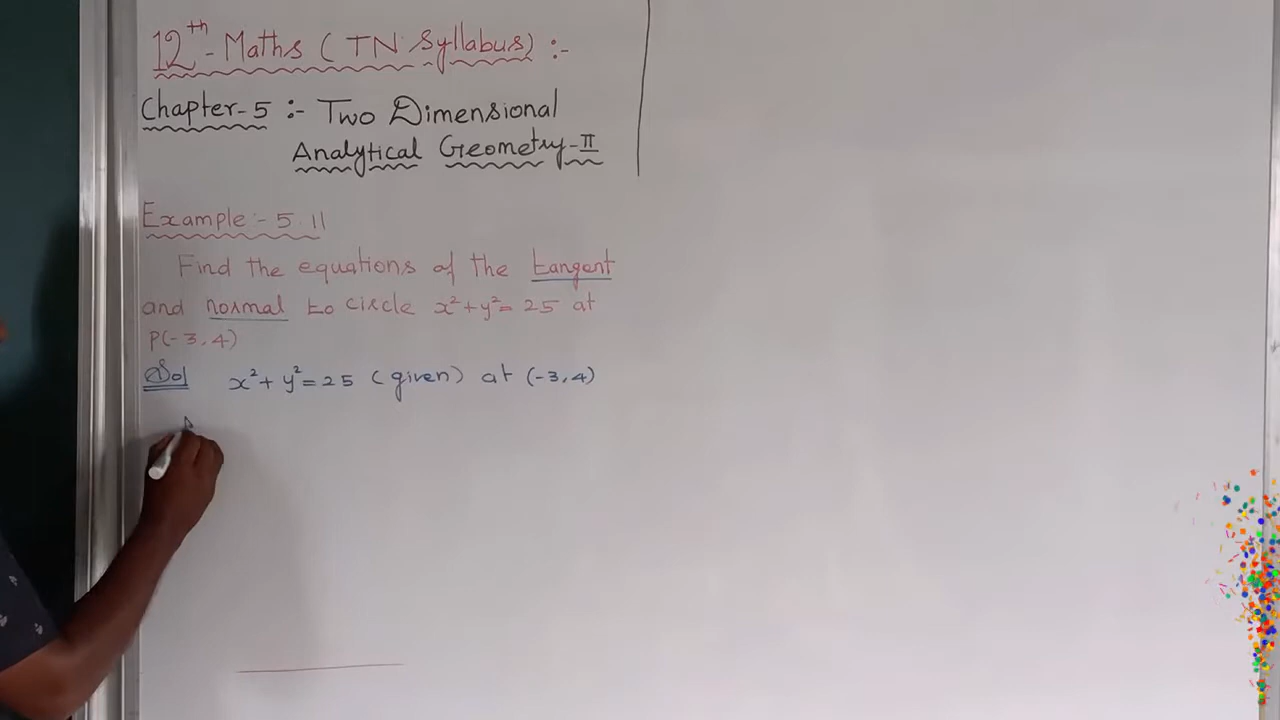 12th - Maths ( TN Syllabus) :-
Chapter-5 :- Two Dimensional
Analytical Geometry-II
Example:- 5.11
Find the equations of the tangent
and normal to circle x²+y²= 25 at
P(-3,4)
Sol x²+ y²=25 (given) at (-3,4)